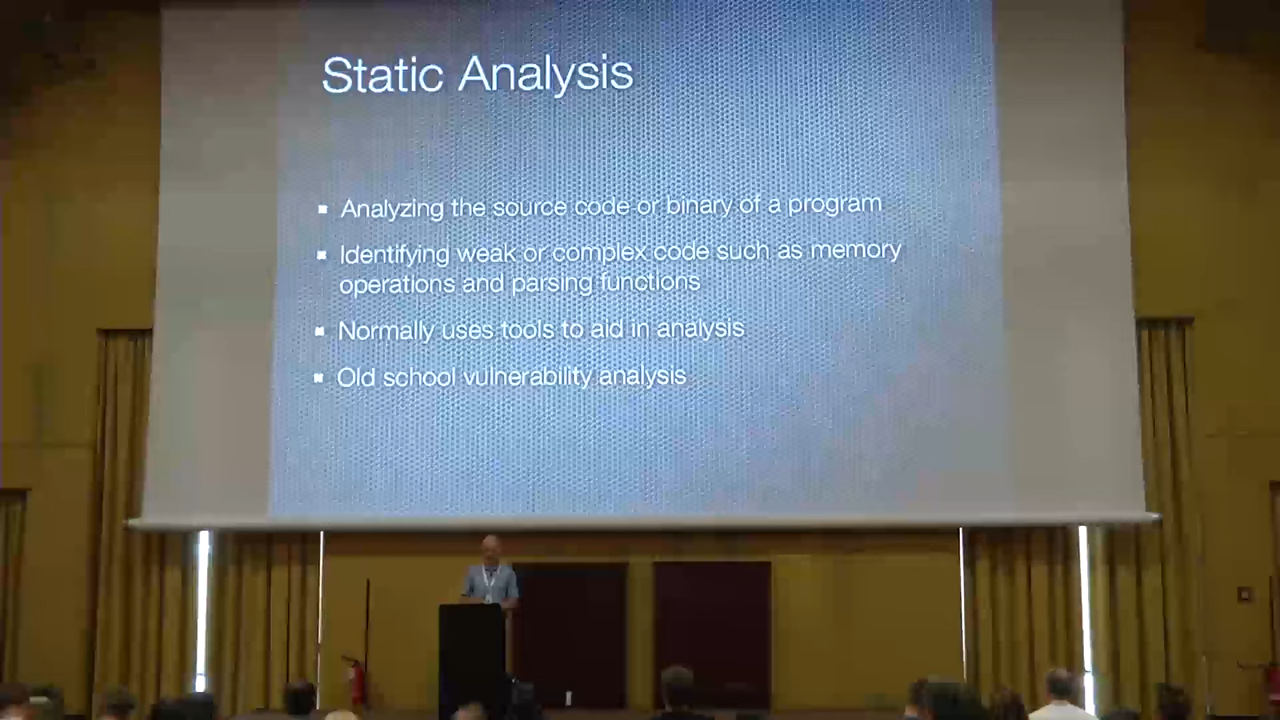 Static Analysis
Analyzing the source code or binary of a program
Identifying weak or complex code such as memory
operations and parsing functions
Normally uses tools to aid in analysis
Old school vulnerability analysis